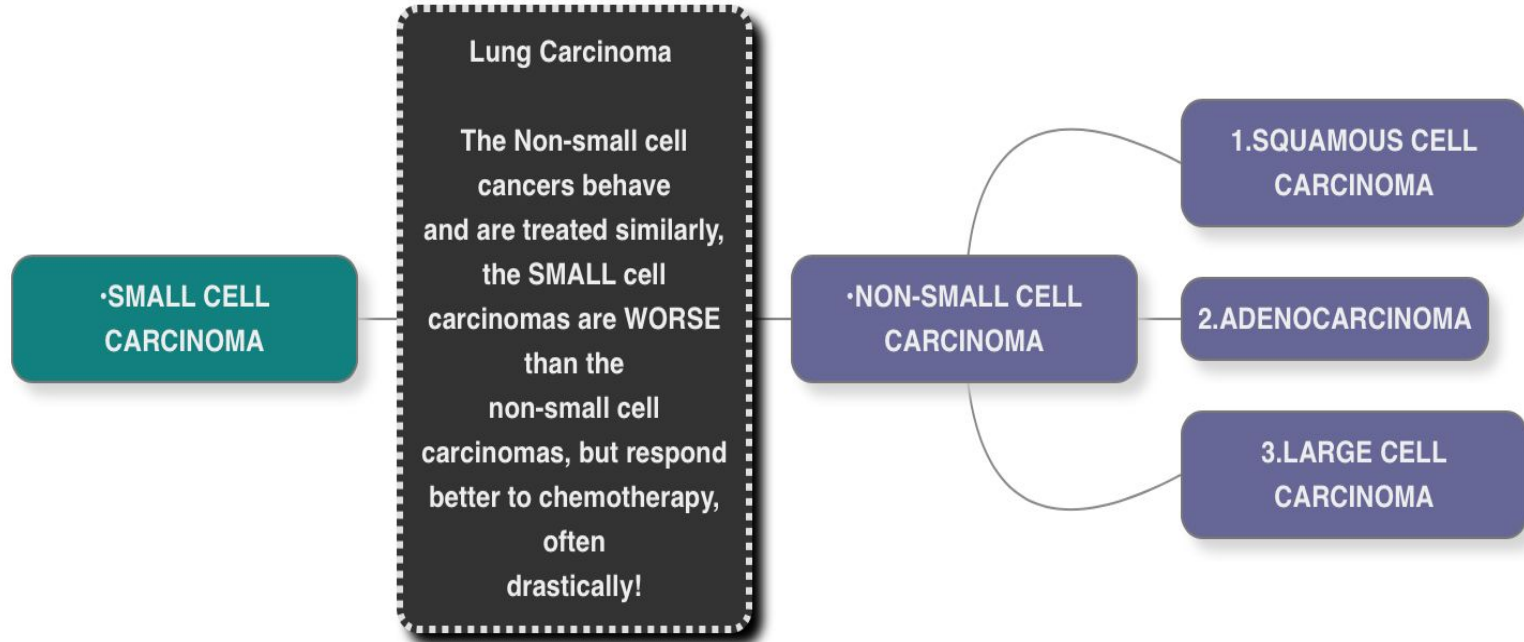 •SMALL CELL
CARCINOMA
Lung Carcinoma
The Non-small cell
cancers behave
and are treated similarly,
the SMALL cell
carcinomas are WORSE
than the
non-small cell
carcinomas, but respond
better to chemotherapy,
often
drastically!
•NON-SMALL CELL
CARCINOMA
1.SQUAMOUS CELL
CARCINOMA
2.ADENOCARCINOMA
3.LARGE CELL
CARCINOMA